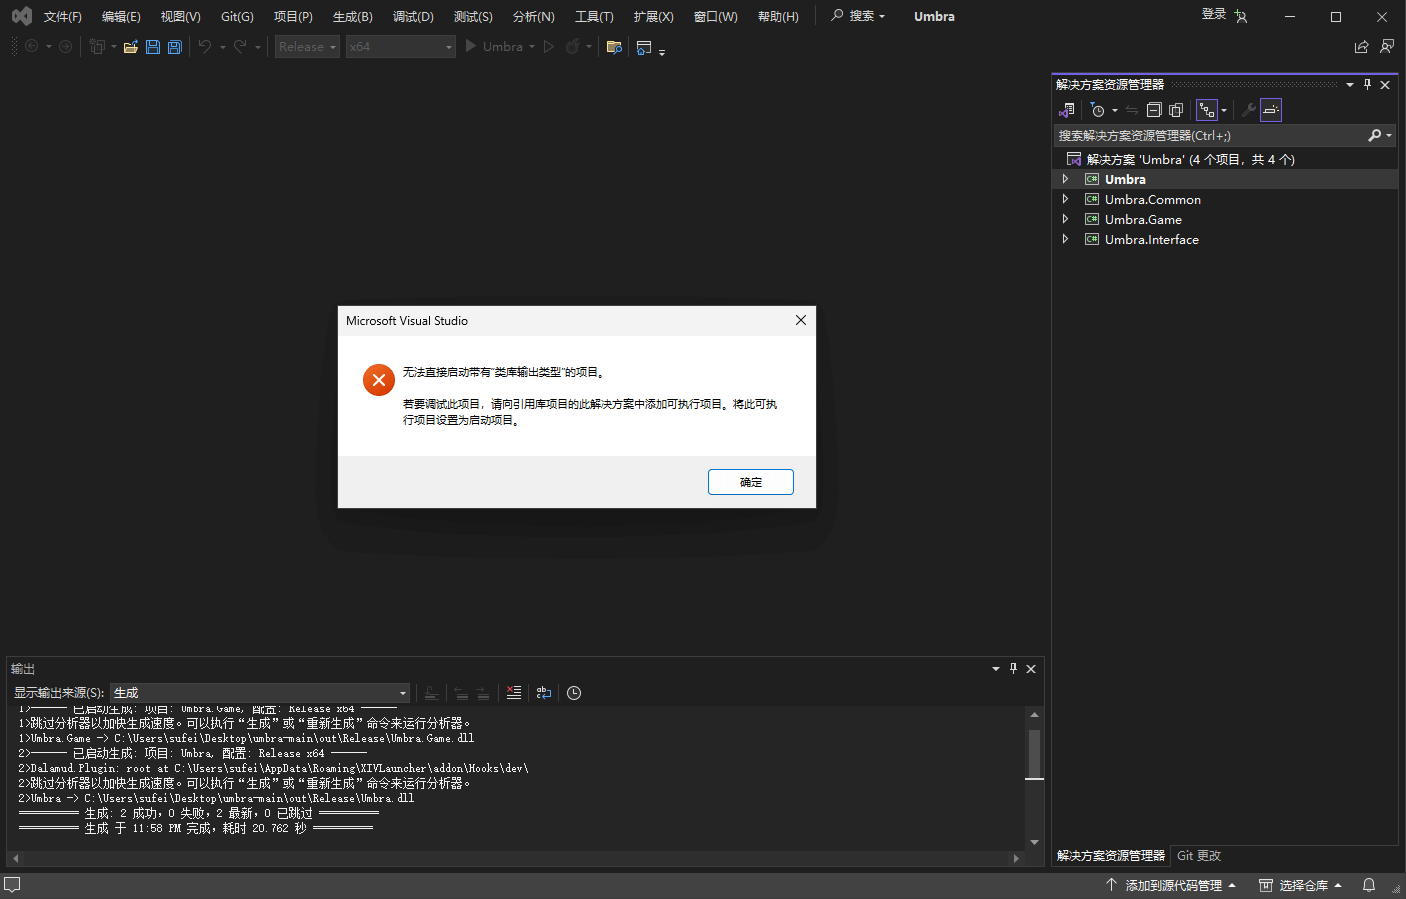 文件(F) 编辑(E) 视图(V) Git(G) 项目(P) 生成(B) 调试(D) 测试(S) 分析(N) 工具(T) 扩展(X) 窗口(W) 帮助(H) 搜索 Umbra 登录
Release x64 Umbra
解决方案资源管理器
搜索解决方案资源管理器(Ctrl+;)
解决方案 'Umbra' (4 个项目，共 4 个)
Umbra
Umbra.Common
Umbra.Game
Umbra.Interface
Microsoft Visual Studio
无法直接启动带有"类库输出类型"的项目。
若要调试此项目，请向引用库项目的此解决方案中添加可执行项目。将此可执
行项目设置为启动项目。
确定
输出
显示输出来源(S): 生成
1>------ 已启动生成: 项目: Umbra.Game, 配置: Release x64 ------
1>跳过分析器以加快生成速度。可以执行“生成”或“重新生成”命令来运行分析器。
1>Umbra.Game -> C:\Users\sufei\Desktop\umbra-main\out\Release\Umbra.Game.dll
2>------ 已启动生成: 项目: Umbra, 配置: Release x64 ------
2>Dalamud.Plugin: root at C:\Users\sufei\AppData\Roaming\XIVLauncher\addon\Hooks\dev\
2>跳过分析器以加快生成速度。可以执行“生成”或“重新生成”命令来运行分析器。
2>Umbra -> C:\Users\sufei\Desktop\umbra-main\out\Release\Umbra.dll
========== 生成: 2 成功，0 失败，2 最新，0 已跳过 ==========
========== 生成 于 11:58 PM 完成，耗时 20.762 秒 ==========
解决方案资源管理器 Git 更改
添加到源代码管理 选择仓库